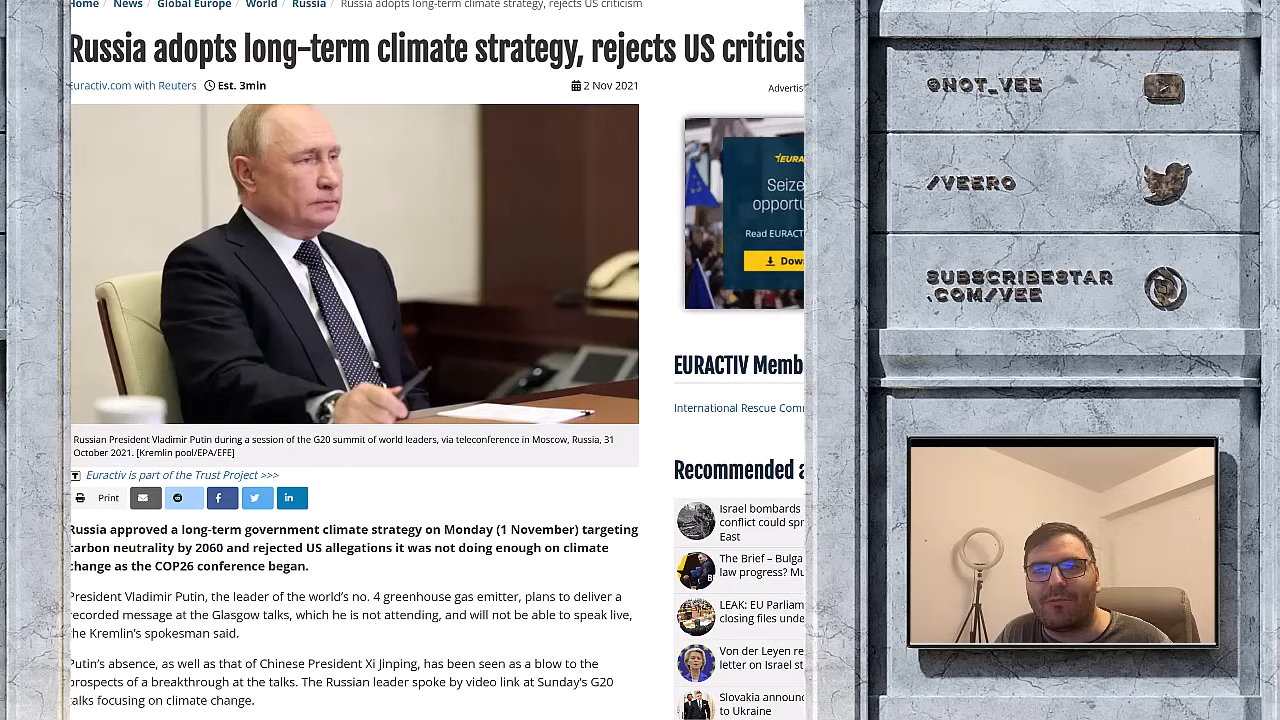 Home / News / Global Europe / World / Russia / Russia adopts long-term climate strategy, rejects US criticism
Russia adopts long-term climate strategy, rejects US criticis
Euractiv.com with Reuters Est. 3min
2 Nov 2021
Advertis
EURA
Seize
opportu
Read EURACT
Dow
Russian President Vladimir Putin during a session of the G20 summit of world leaders, via teleconference in Moscow, Russia, 31
October 2021. [Kremlin pool/EPA/EFE]
Euractiv is part of the Trust Project >>>
Print
Russia approved a long-term government climate strategy on Monday (1 November) targeting
carbon neutrality by 2060 and rejected US allegations it was not doing enough on climate
change as the COP26 conference began.
President Vladimir Putin, the leader of the world's no. 4 greenhouse gas emitter, plans to deliver a
record message at the Glasgow talks, which he is not attending, and will not be able to speak live,
the Kremlin's spokesman said.
Putin's absence, as well as that of Chinese President Xi Jinping, has been seen as a blow to the
prospects of a breakthrough at the talks. The Russian leader spoke by video link at Sunday's G20
talks focusing on climate change.
EURACTIV Memb
International Rescue Com
Recommended a
Israel bombards
conflict could spr
East
The Brief – Bulga
law progress? Mu
LEAK: EU Parliam
closing files unde
Von der Leyen re
letter on Israel st
Slovakia announc
to Ukraine
@NOT_VEE
/VEERO
SUBSCRIBESTAR
.COM/VEE